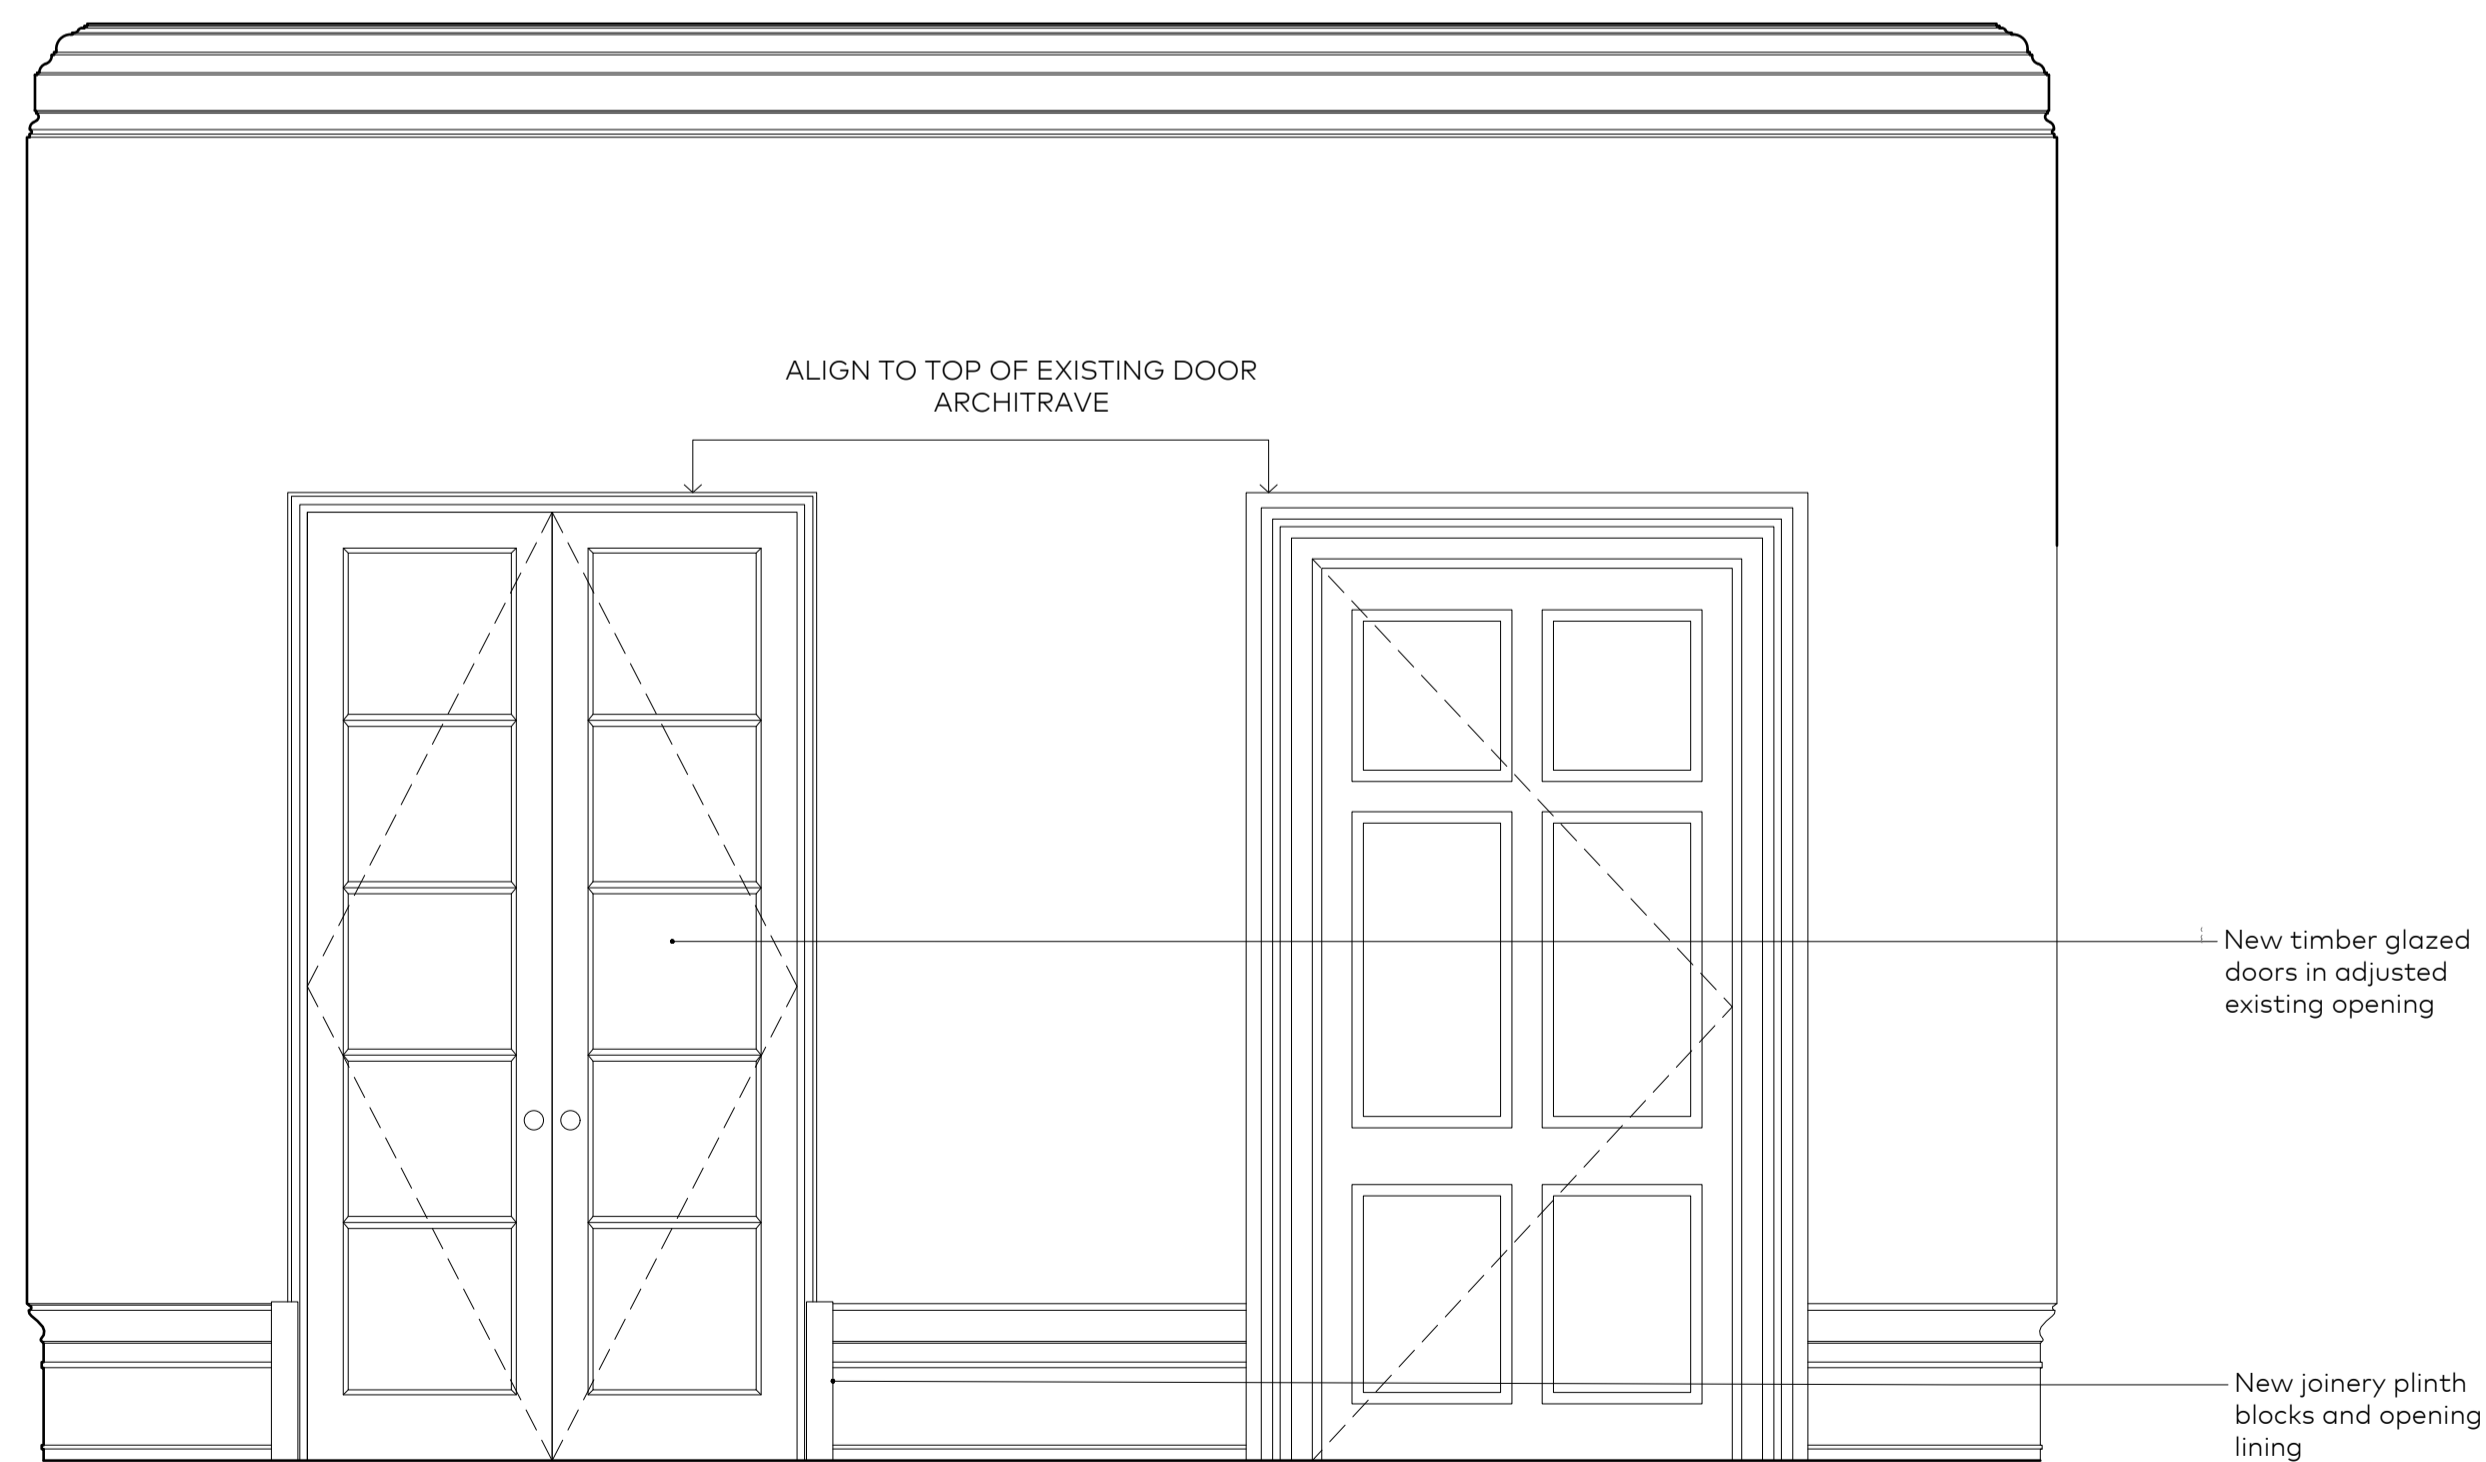 ALIGN TO TOP OF EXISTING DOOR
ARCHITRAVE
New timber glazed
doors in adjusted
existing opening
New joinery plinth
blocks and opening
lining